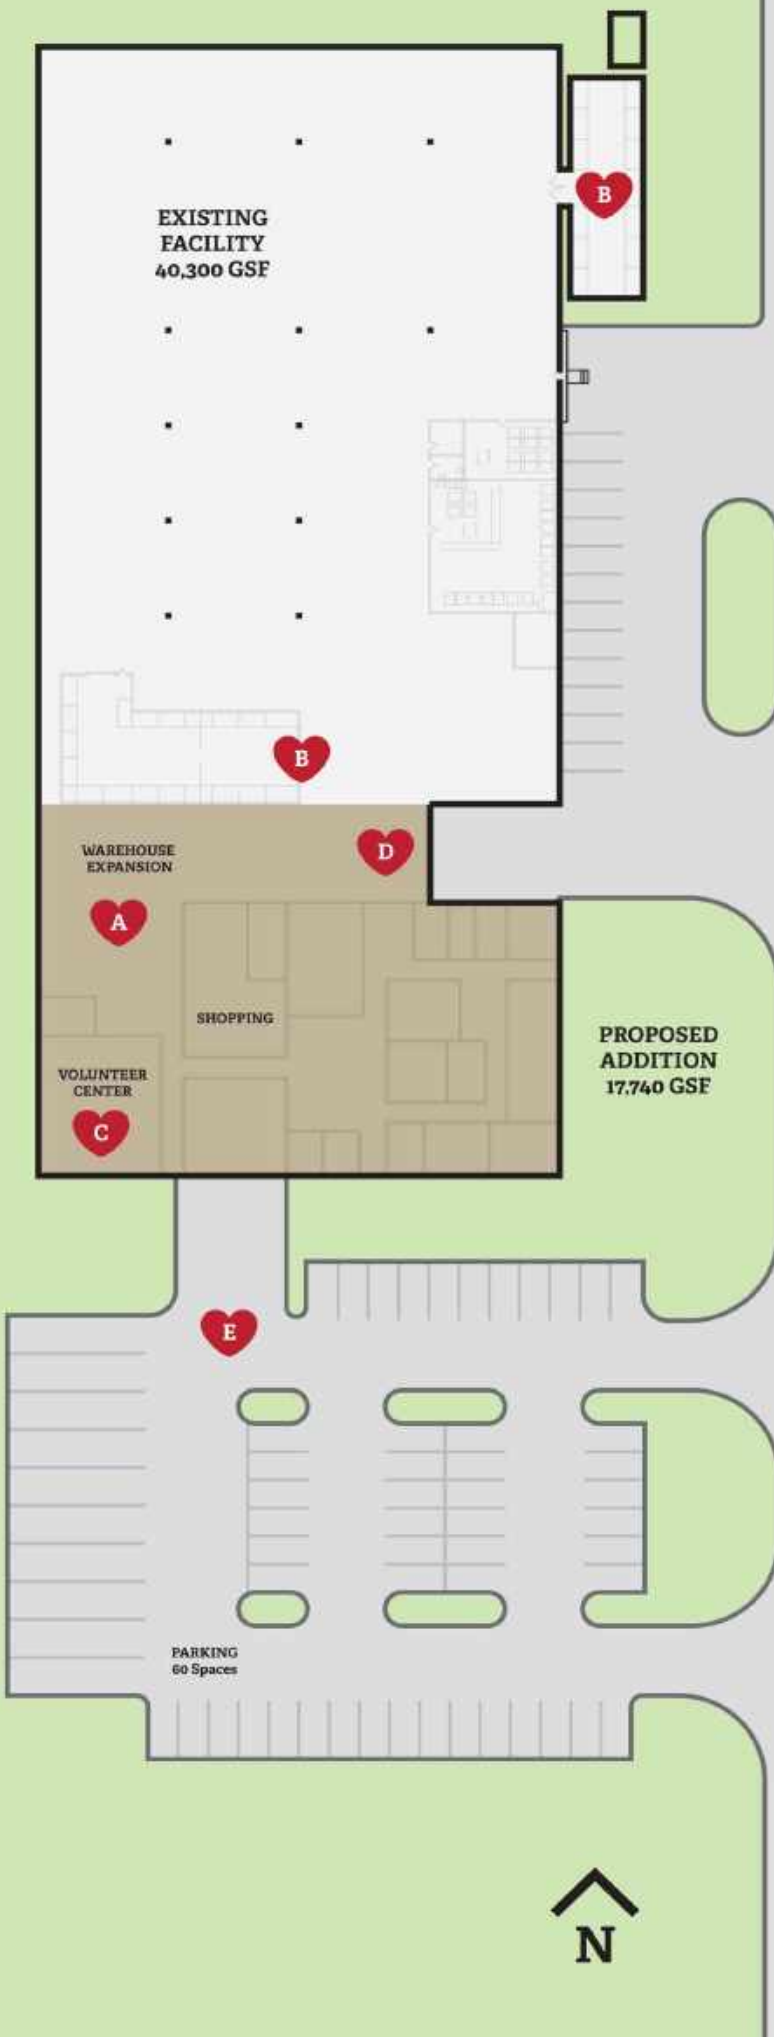 B
EXISTING
FACILITY
40,300 GSF
B
WAREHOUSE
EXPANSION
D
A
SHOPPING
PROPOSED
ADDITION
17,740 GSF
VOLUNTEER
CENTER
C
E
PARKING
60 Spaces
N